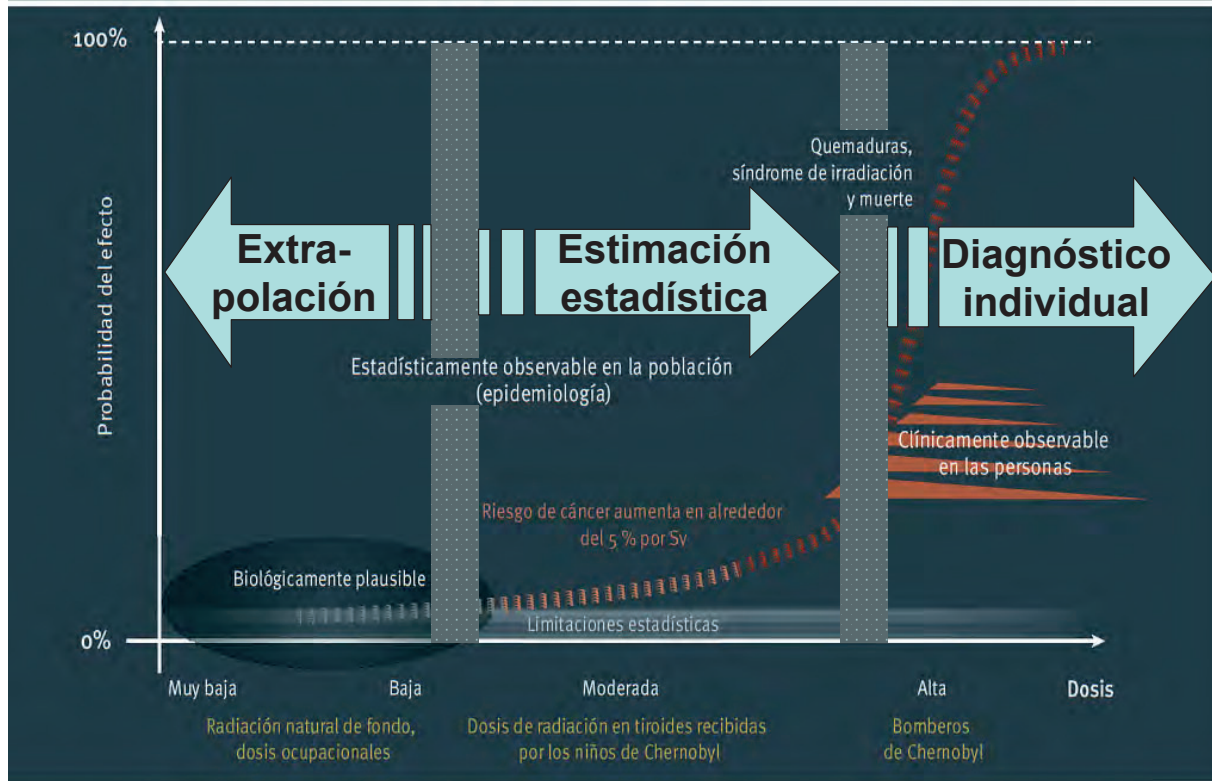 100%
Quemaduras,
síndrome de irradiación
y muerte
Probabilidad del efecto
Extra-
polación
Estimación
estadística
Diagnóstico
individual
Estadísticamente observable en la población
(epidemiología)
Clínicamente observable
en las personas
Riesgo de cáncer aumenta en alrededor
del 5 % por Sv
Biológicamente plausible
Limitaciones estadísticas
0%
Muy baja
Baja
Moderada
Alta
Dosis
Radiación natural de fondo,
dosis ocupacionales
Dosis de radiación en tiroides recibidas
por los niños de Chernobyl
Bomberos
de Chernobyl